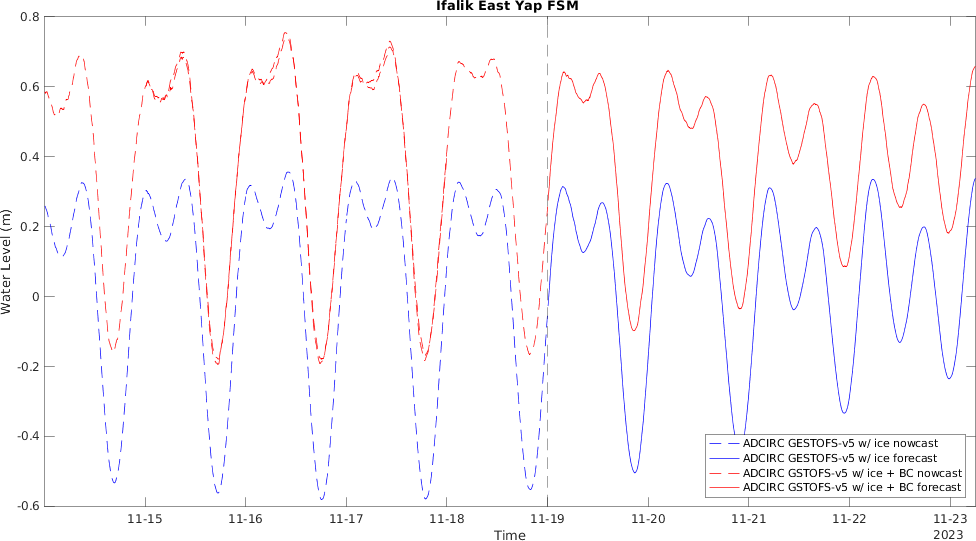 Ifalik East Yap FSM
0.8
0.6
0.4
0.2
0
-0.2
-0.4
-0.6
Water Level (m)
11-15 11-16 11-17 11-18 11-19 11-20 11-21 11-22 11-23
2023
Time
ADCIRC GESTOFS-v5 w/ ice nowcast
ADCIRC GESTOFS-v5 w/ ice forecast
ADCIRC GSTOFS-v5 w/ ice + BC nowcast
ADCIRC GSTOFS-v5 w/ ice + BC forecast